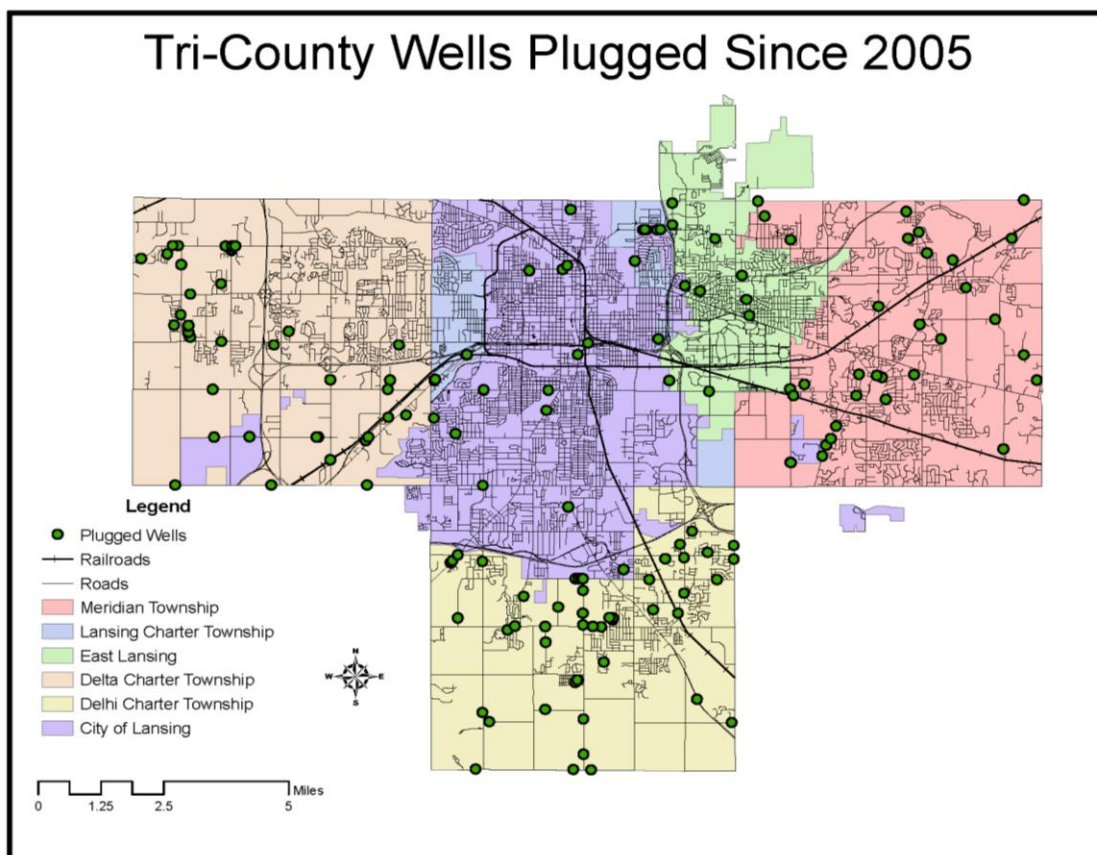 Tri-County Wells Plugged Since 2005
Legend
Plugged Wells
Railroads
Roads
Meridian Township
Lansing Charter Township
East Lansing
Delta Charter Township
Delhi Charter Township
City of Lansing
N
W E
S
Miles
0 1.25 2.5 5